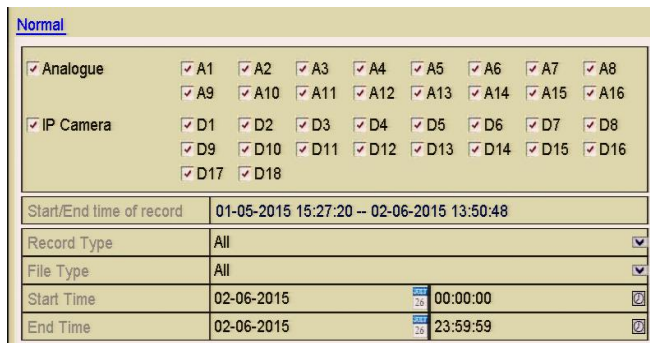 Normal
Analogue A1 A2 A3 A4 A5 A6 A7 A8
A9 A10 A11 A12 A13 A14 A15 A16
IP Camera D1 D2 D3 D4 D5 D6 D7 D8
D9 D10 D11 D12 D13 D14 D15 D16
D17 D18
Start/End time of record 01-05-2015 15:27:20 -- 02-06-2015 13:50:48
Record Type All
File Type All
Start Time 02-06-2015 26 00:00:00
End Time 02-06-2015 26 23:59:59